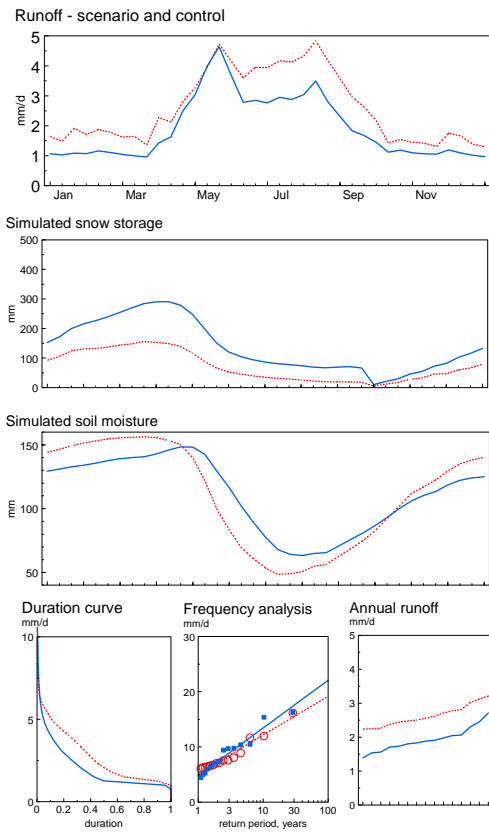 Runoff - scenario and control
5
4
3
2
1
0
mm/d
Jan Mar May Jul Sep Nov
Simulated snow storage
500
400
300
200
100
0
mm
Simulated soil moisture
150
100
50
mm
Duration curve
mm/d
10
5
0
0 0.2 0.4 0.6 0.8 1
duration
Frequency analysis
mm/d
30
20
10
0
1 3 6 10 30 100
return period, years
Annual runoff
mm/d
5
4
3
2
1
0